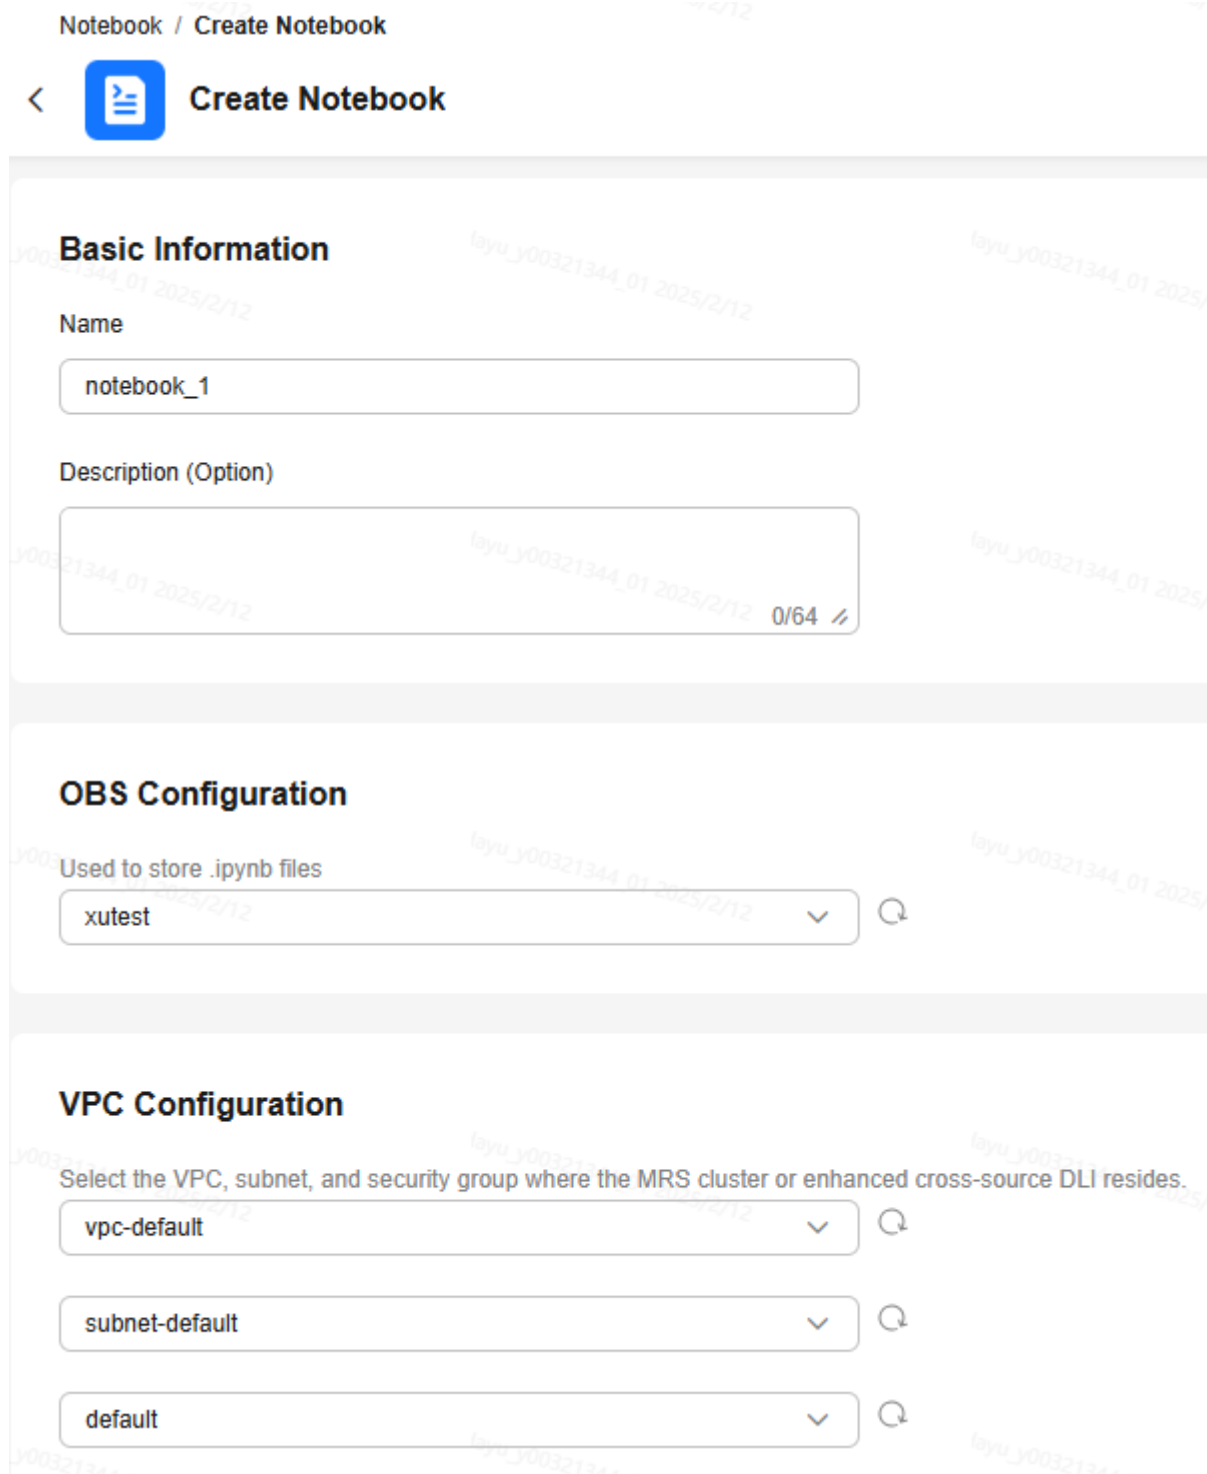 Notebook / Create Notebook
Create Notebook
Basic Information
Name
notebook_1
Description (Option)
0/64
OBS Configuration
Used to store .ipynb files
xutest
VPC Configuration
Select the VPC, subnet, and security group where the MRS cluster or enhanced cross-source DLI resides.
vpc-default
subnet-default
default